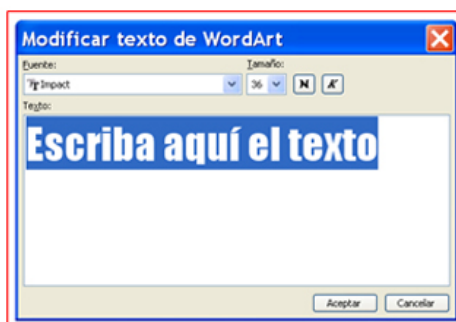 Modificar texto de WordArt
Fuente:
Tamaño:
Impact
36
N
K
Texto:
Escriba aquí el texto
Aceptar
Cancelar